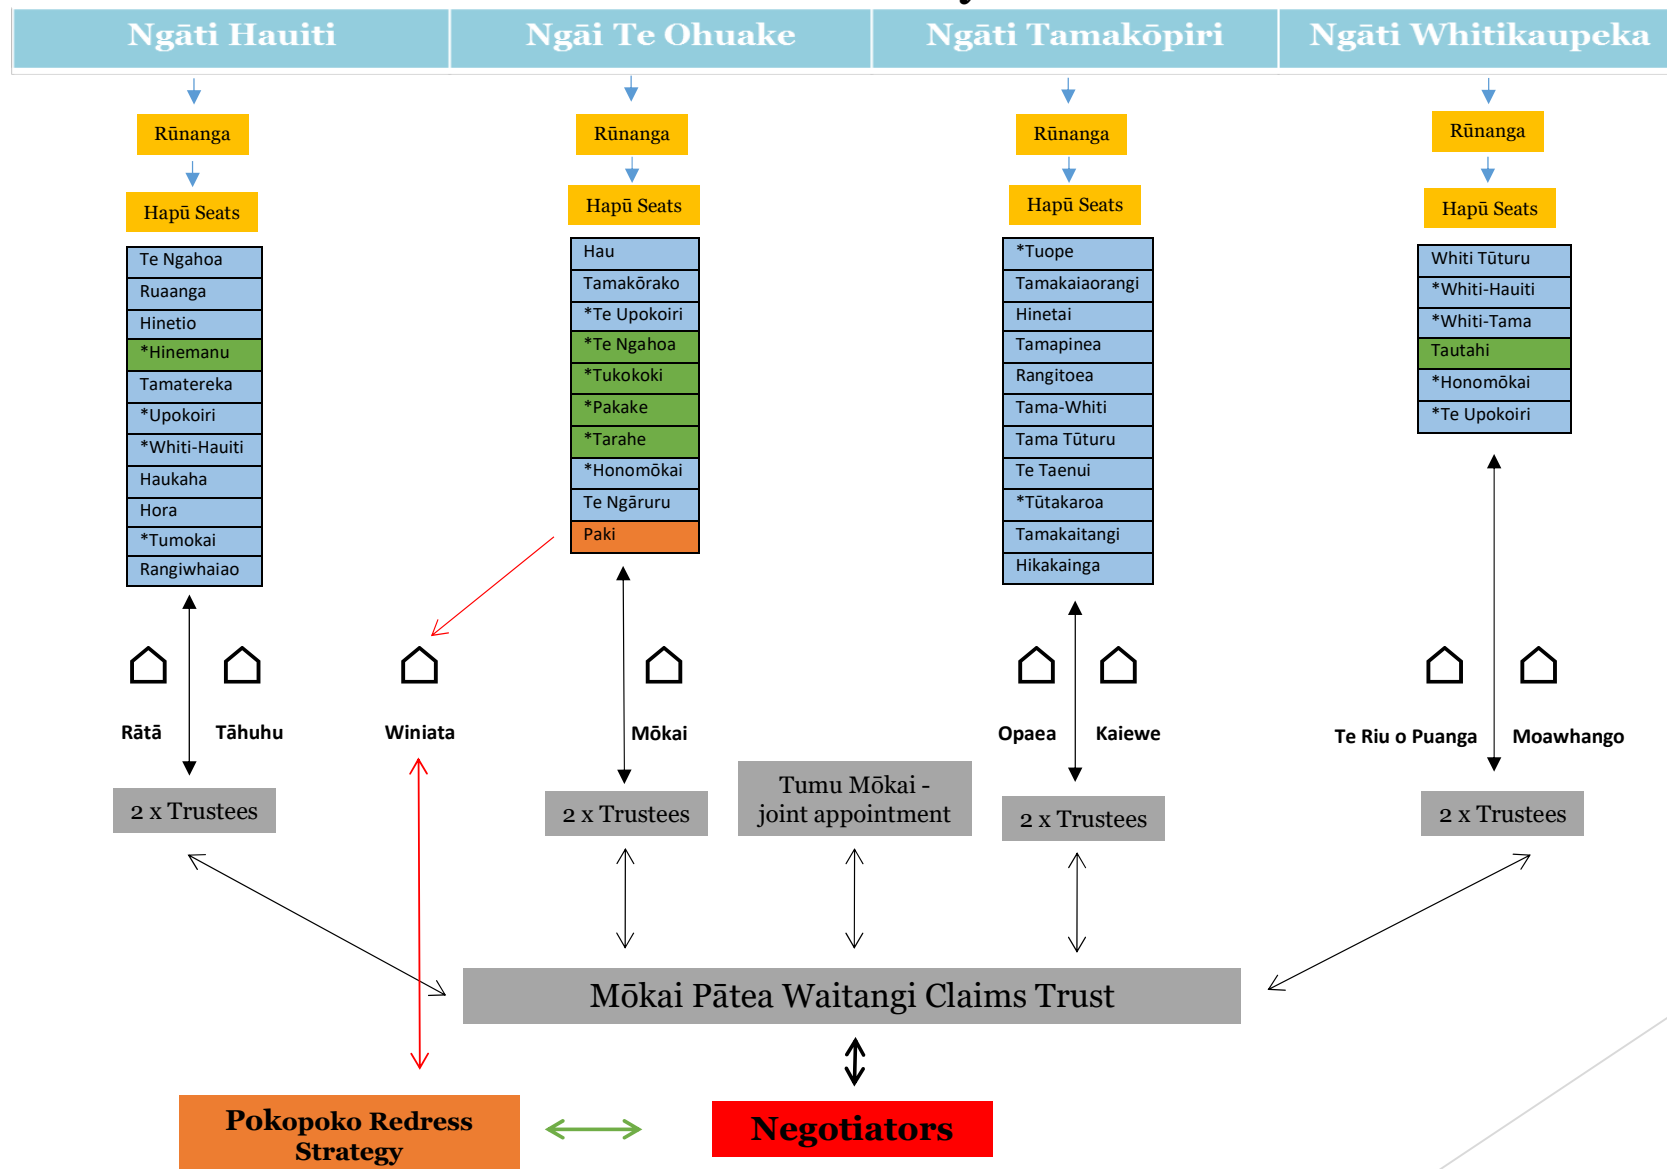 Ngāti Hauiti
Ngāi Te Ohuake
Ngāti Tamakōpiri
Ngāti Whitikaupeka
Rūnanga
Rūnanga
Rūnanga
Rūnanga
Hapū Seats
Hapū Seats
Hapū Seats
Hapū Seats
Te Ngahoa
Ruaanga
Hinetio
*Hinemanu
Tamatereka
*Upokoiri
*Whiti-Hauiti
Haukaha
Hora
*Tumokai
Rangiwhaiao
Hau
Tamakōrako
*Te Upokoiri
*Te Ngahoa
*Tukokoki
*Pakake
*Tarahe
*Honomōkai
Te Ngāruru
Paki
*Tuope
Tamakaiaorangi
Hinetai
Tamapinea
Rangitoea
Tama-Whiti
Tama Tūturu
Te Taenui
*Tūtakaroa
Tamakaitangi
Hikakainga
Whiti Tūturu
*Whiti-Hauiti
*Whiti-Tama
Tautahi
*Honomōkai
*Te Upokoiri
Rātā
Tāhuhu
Winiata
Mōkai
Opaea
Kaiewe
Te Riu o Puanga
Moawhango
2 x Trustees
2 x Trustees
Tumu Mōkai -
joint appointment
2 x Trustees
2 x Trustees
Mōkai Pātea Waitangi Claims Trust
Pokopoko Redress
Strategy
Negotiators